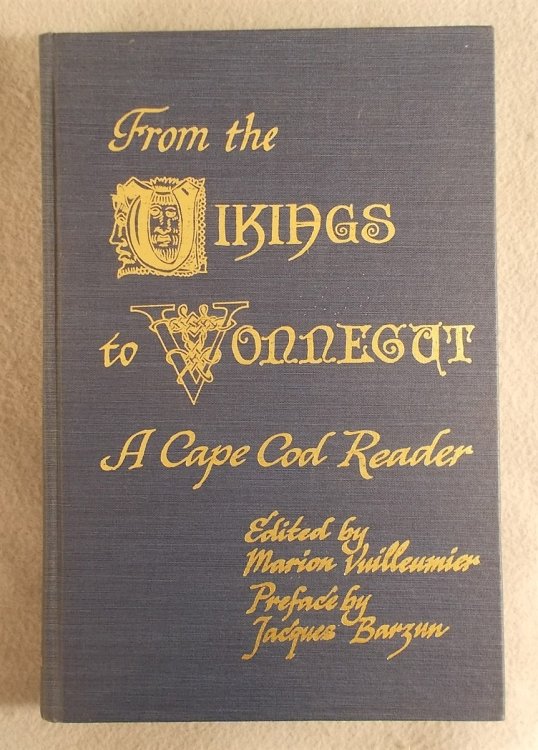 From the
VIKINGS
to VONNEGUT
A Cape Cod Reader
Edited by
Marion Vuilleumier
Preface by
Jacques Barzun